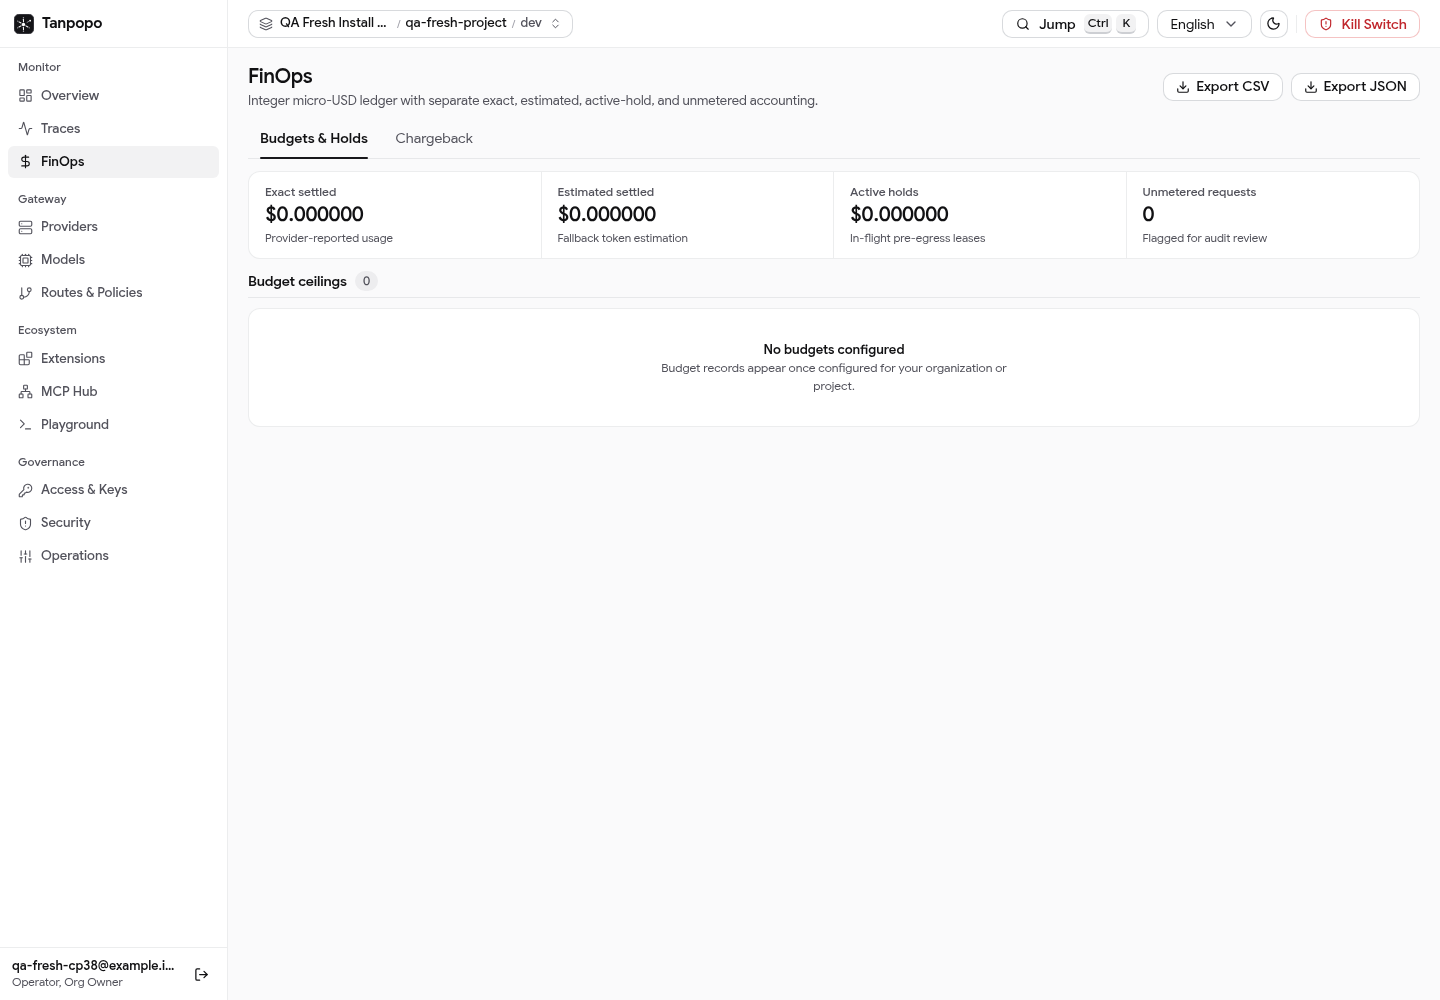 Tanpopo
QA Fresh Install ... / qa-fresh-project / dev
Jump Ctrl K
English
Kill Switch
Monitor
Overview
Traces
FinOps
Gateway
Providers
Models
Routes & Policies
Ecosystem
Extensions
MCP Hub
Playground
Governance
Access & Keys
Security
Operations
qa-fresh-cp38@example.i...
Operator, Org Owner
FinOps
Integer micro-USD ledger with separate exact, estimated, active-hold, and unmetered accounting.
Export CSV
Export JSON
Budgets & Holds
Chargeback
Exact settled
$0.000000
Provider-reported usage
Estimated settled
$0.000000
Fallback token estimation
Active holds
$0.000000
In-flight pre-egress leases
Unmetered requests
0
Flagged for audit review
Budget ceilings 0
No budgets configured
Budget records appear once configured for your organization or
project.